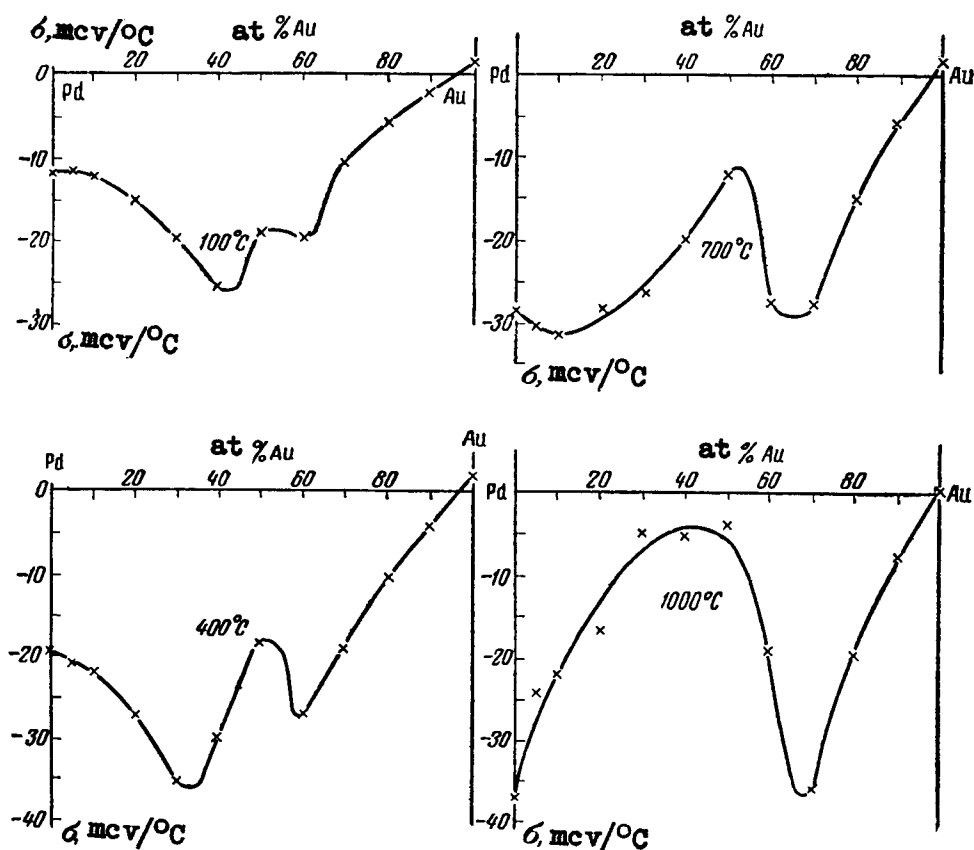 б, mcv/°C at % Au
20 40 60 80
0
Pd Au
-10
100°C
-20
-30
б, mcv/°C
at % Au
20 40 60 80
Pd 0 Au
-10
700°C
-20
-30
б, mcv/°C
at % Au Au
Pd
20 40 60 80
0
-10
400°C
-20
-30
-40
б, mcv/°C
at % Au
20 40 60 80
Pd 0 Au
-10
1000°C
-20
-30
-40
б, mcv/°C